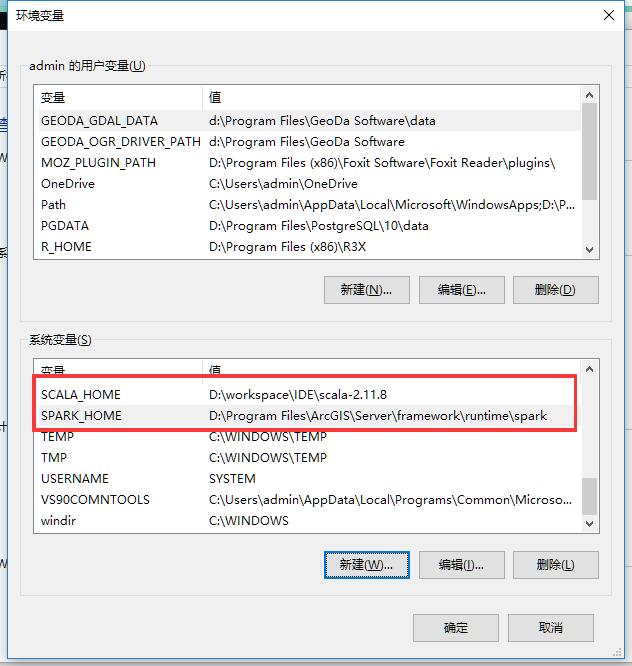 环境变量
admin 的用户变量(U)
变量 值
GEODA_GDAL_DATA d:\Program Files\GeoDa Software\data
GEODA_OGR_DRIVER_PATH d:\Program Files\GeoDa Software
MOZ_PLUGIN_PATH D:\Program Files (x86)\Foxit Software\Foxit Reader\plugins\
OneDrive C:\Users\admin\OneDrive
Path C:\Users\admin\AppData\Local\Microsoft\WindowsApps;D:\P...
PGDATA D:\Program Files\PostgreSQL\10\data
R_HOME D:\Program Files (x86)\R3X
新建(N)... 编辑(E)... 删除(D)
系统变量(S)
变量 值
SCALA_HOME D:\workspace\IDE\scala-2.11.8
SPARK_HOME D:\Program Files\ArcGIS\Server\framework\runtime\spark
TEMP C:\WINDOWS\TEMP
TMP C:\WINDOWS\TEMP
USERNAME SYSTEM
VS90COMNTOOLS C:\Users\admin\AppData\Local\Programs\Common\Microso...
windir C:\WINDOWS
新建(W)... 编辑(I)... 删除(L)
确定 取消